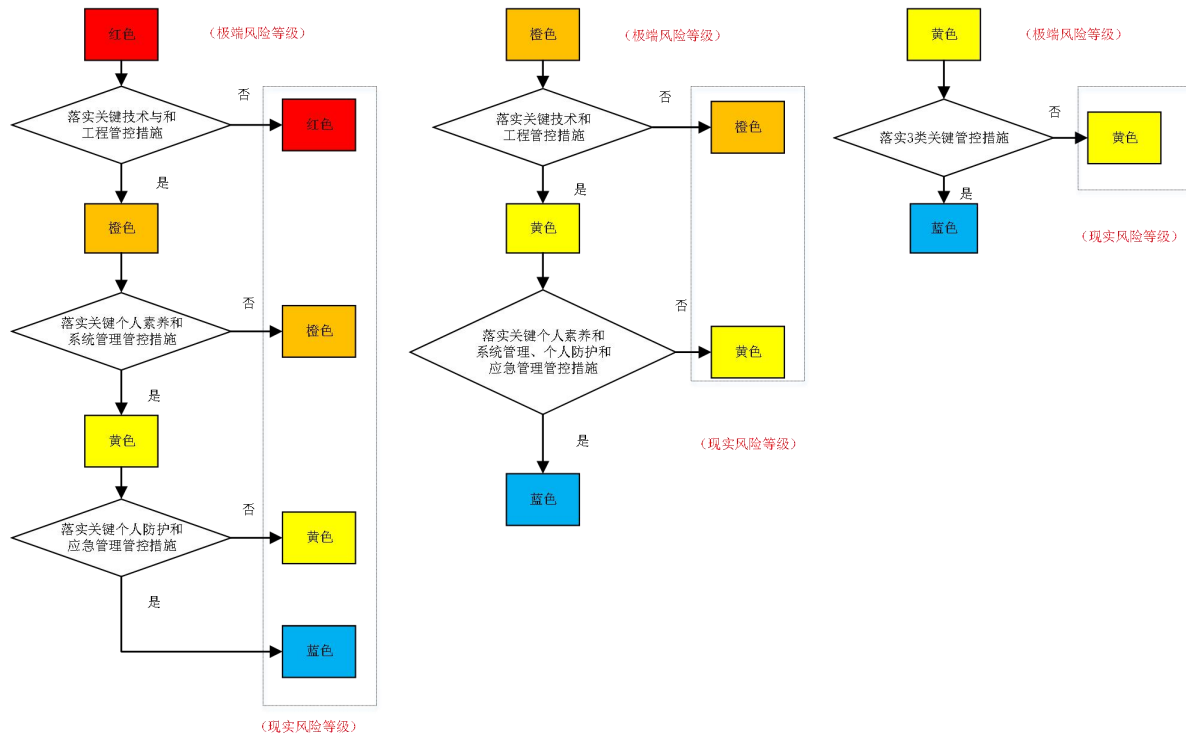 红色
（极端风险等级）
落实关键技术与和
工程管控措施
否
红色
是
橙色
落实关键个人素养和
系统管理管控措施
否
橙色
是
黄色
落实关键个人防护和
应急管理管控措施
否
黄色
是
蓝色
（现实风险等级）
橙色
（极端风险等级）
落实关键技术和
工程管控措施
否
橙色
是
黄色
落实关键个人素养和
系统管理、个人防护和
应急管理管控措施
否
黄色
是
蓝色
（现实风险等级）
黄色
（极端风险等级）
落实3类关键管控措施
否
黄色
是
蓝色
（现实风险等级）